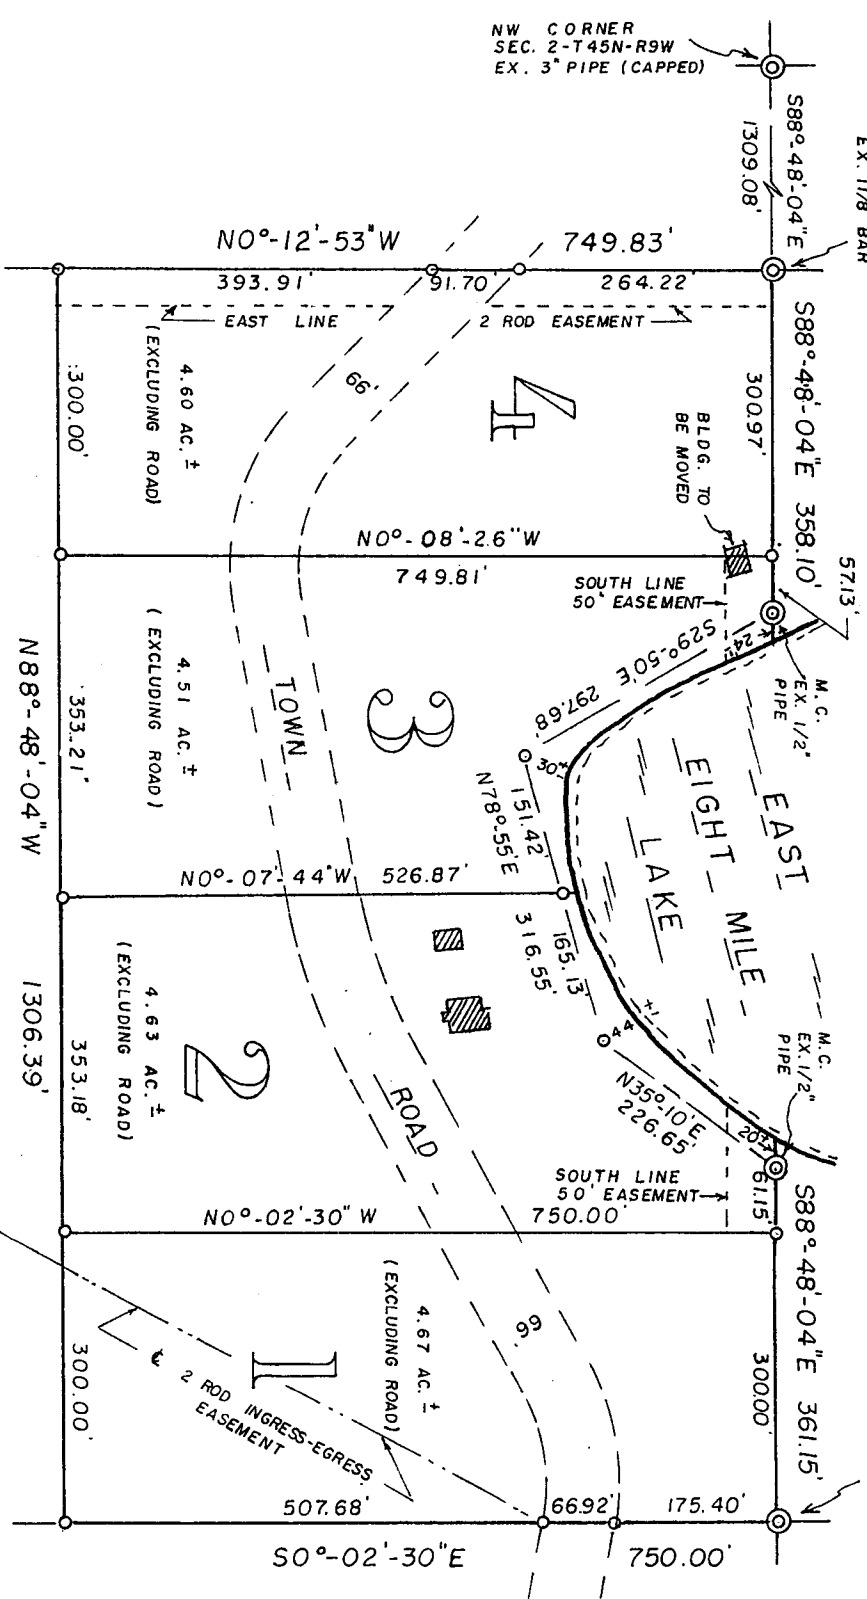 NW CORNER
SEC. 2-T45N-R9W
EX. 3" PIPE (CAPPED)
S88°-48'-04"E
1309.08'
EX. 1 1/8 BAR
N0°-12'-53"W 749.83'
393.91' 91.70' 264.22'
EAST LINE 2 ROD EASEMENT
66'
4
4.60 AC. ±
(EXCLUDING ROAD)
300.00'
S88°-48'-04"E 358.10'
300.97'
57.13'
BLDG. TO
BE MOVED
N0°-08'-26"W
749.81'
SOUTH LINE
50' EASEMENT
24'±
M.C.
EX. 1/2"
PIPE
S29°-50'E
297.68'
30'±
3
4.51 AC. ±
(EXCLUDING ROAD)
353.21'
TOWN
EAST
EIGHT MILE
LAKE
151.42'
N78°-55'E
165.13'
316.55'
44'±
N0°-07'-44"W 526.87'
N88°-48'-04"W 1306.39'
2
4.63 AC. ±
(EXCLUDING ROAD)
353.18'
ROAD
N35°-10'E
226.65'
M.C.
EX. 1/2"
PIPE
20'±
61.15'
SOUTH LINE
50' EASEMENT
N0°-02'-30"W 750.00'
S88°-48'-04"E 361.15'
300.00'
1
4.67 AC. ±
(EXCLUDING ROAD)
66'
℄ 2 ROD INGRESS-EGRESS
EASEMENT
300.00'
507.68' 66.92' 175.40'
S0°-02'-30"E 750.00'